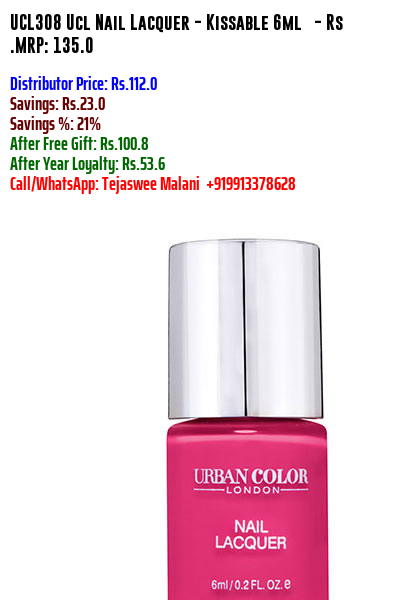 UCL308 Ucl Nail Lacquer - Kissable 6ml - Rs
.MRP: 135.0
Distributor Price: Rs.112.0
Savings: Rs.23.0
Savings %: 21%
After Free Gift: Rs.100.8
After Year Loyalty: Rs.53.6
Call/WhatsApp: Tejaswee Malani +919913378628
URBAN COLOR
LONDON
NAIL
LACQUER
6ml/0.2 FL. OZ.e